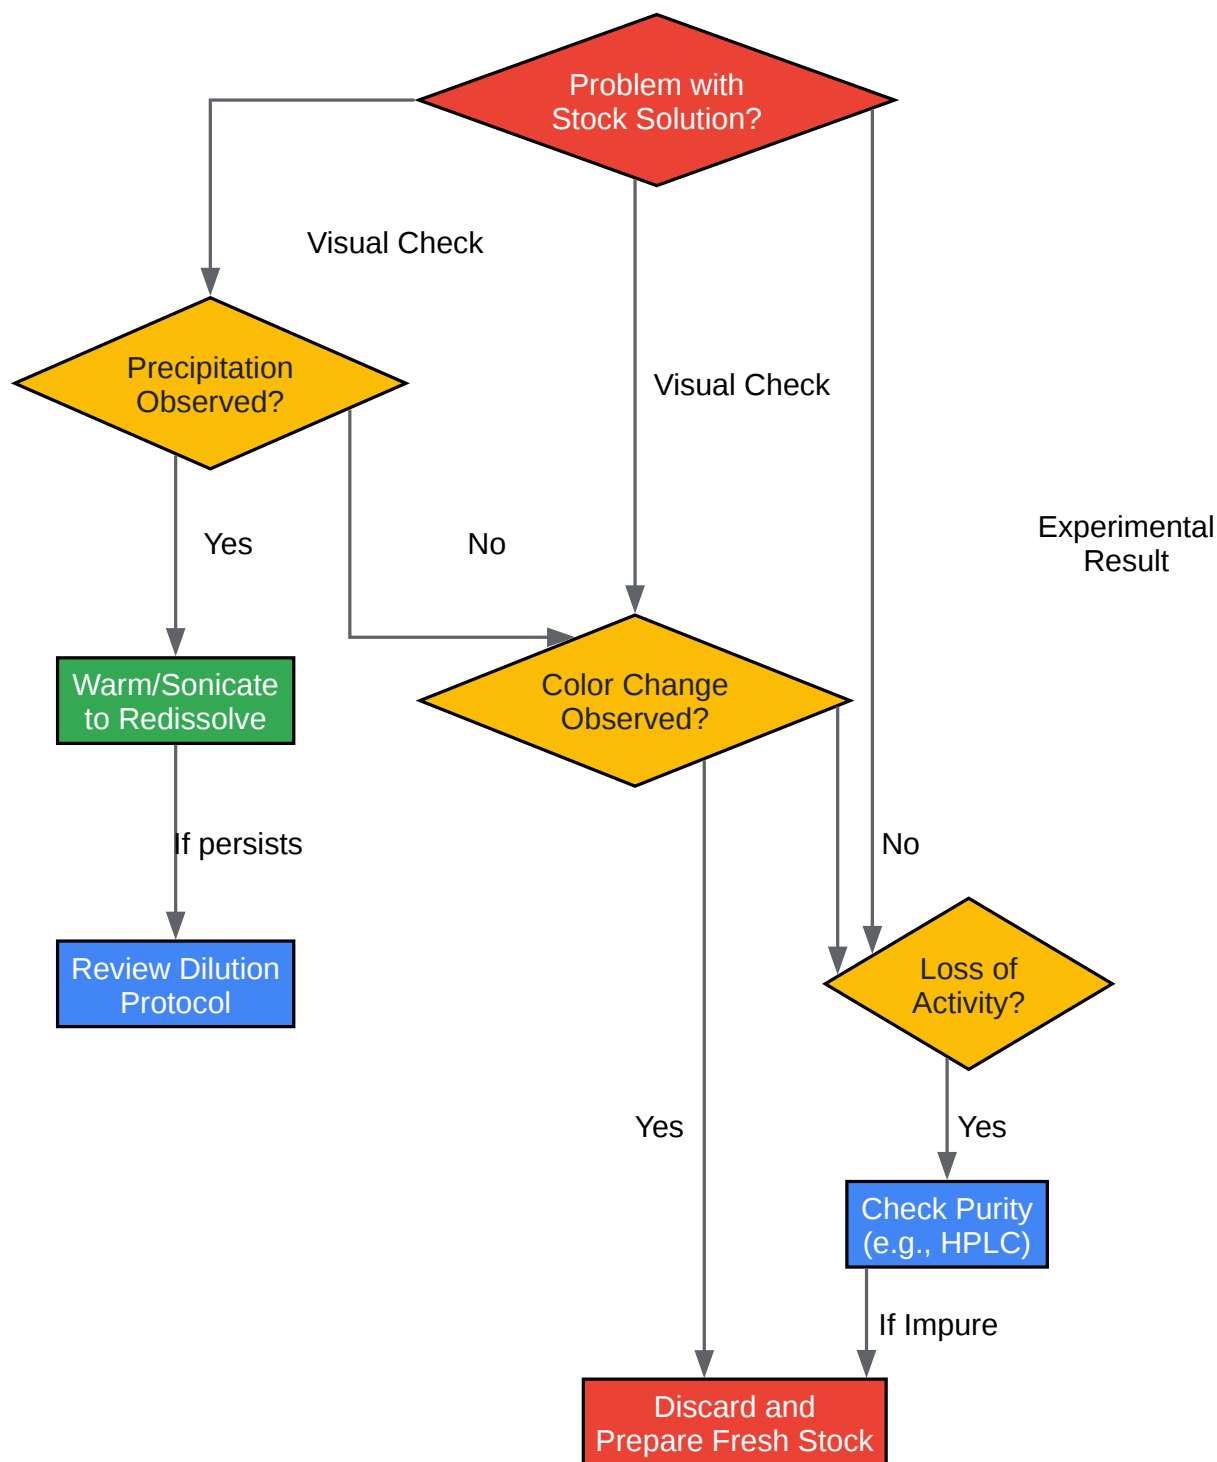 Problem with
Stock Solution?
Visual Check
Precipitation
Observed?
Visual Check
Yes
No
Experimental
Result
Warm/Sonicate
to Redissolve
Color Change
Observed?
If persists
No
Review Dilution
Protocol
Loss of
Activity?
Yes
Yes
Check Purity
(e.g., HPLC)
If Impure
Discard and
Prepare Fresh Stock